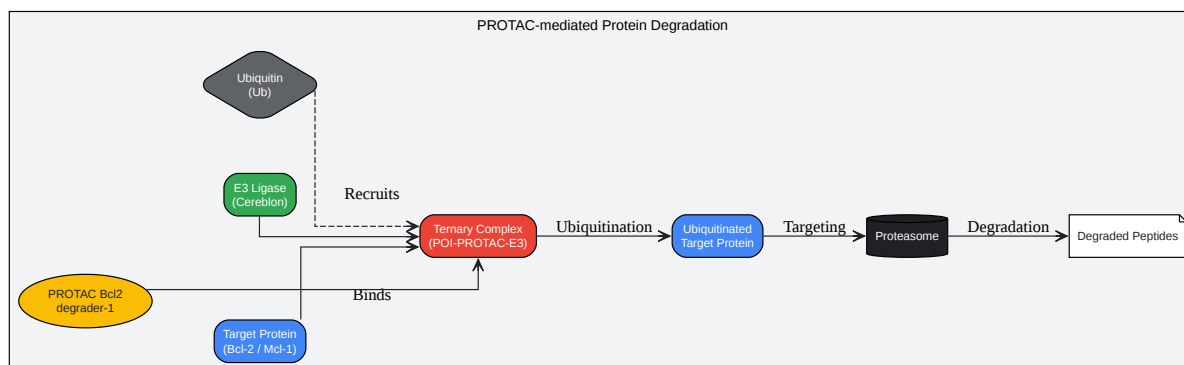 PROTAC-mediated Protein Degradation
Ubiquitin
(Ub)
E3 Ligase
(Cereblon)
Recruits
Ternary Complex
(POI-PROTAC-E3)
Ubiquitination
Ubiquitinated
Target Protein
Targeting
Proteasome
Degradation
Degraded Peptides
PROTAC Bcl2
degrader-1
Binds
Target Protein
(Bcl-2 / Mcl-1)